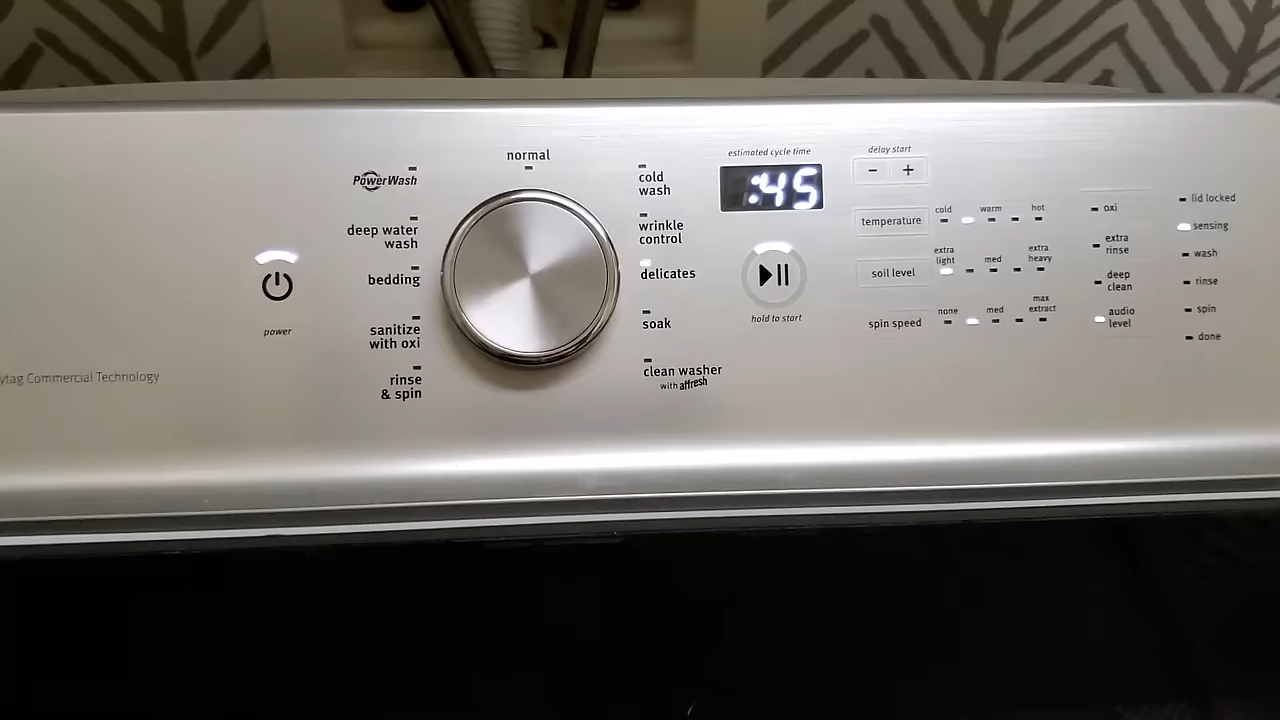 normal
PowerWash
deep water
wash
bedding
sanitize
with oxi
rinse
& spin
cold
wash
wrinkle
control
delicates
soak
clean washer
with affresh
power
Commercial Technology
estimated cycle time
:45
hold to start
delay start
- +
temperature
cold warm hot
soil level
extra
light med extra
heavy
spin speed
none med max
extract
oxi
extra
rinse
deep
clean
audio
level
lid locked
sensing
wash
rinse
spin
done